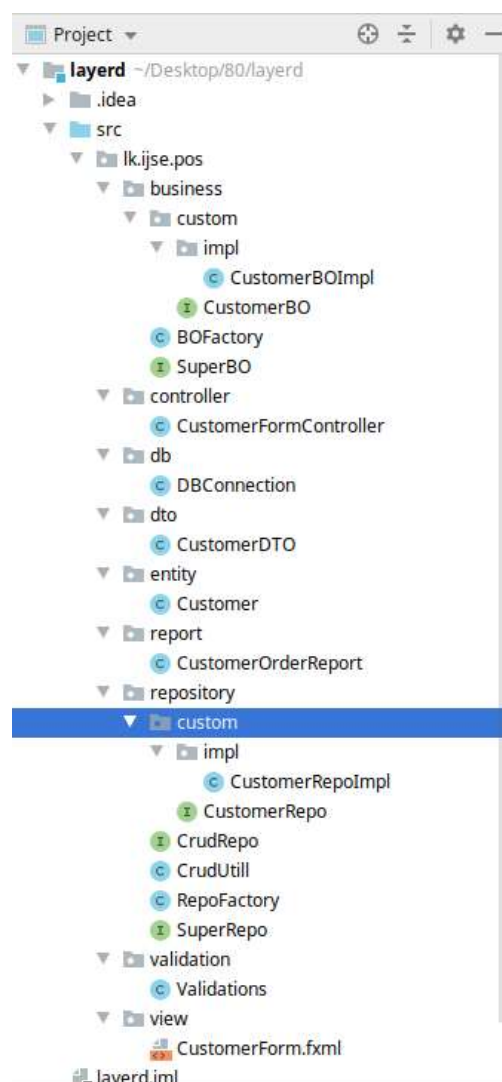 Project
layerd ~/Desktop/80/layerd
.idea
src
lk.ijse.pos
business
custom
impl
C CustomerBOImpl
I CustomerBO
C BOFactory
I SuperBO
controller
C CustomerFormController
db
C DBConnection
dto
C CustomerDTO
entity
C Customer
report
C CustomerOrderReport
repository
custom
impl
C CustomerRepoImpl
I CustomerRepo
I CrudRepo
C CrudUtill
C RepoFactory
I SuperRepo
validation
C Validations
view
CustomerForm.fxml
layerd.iml